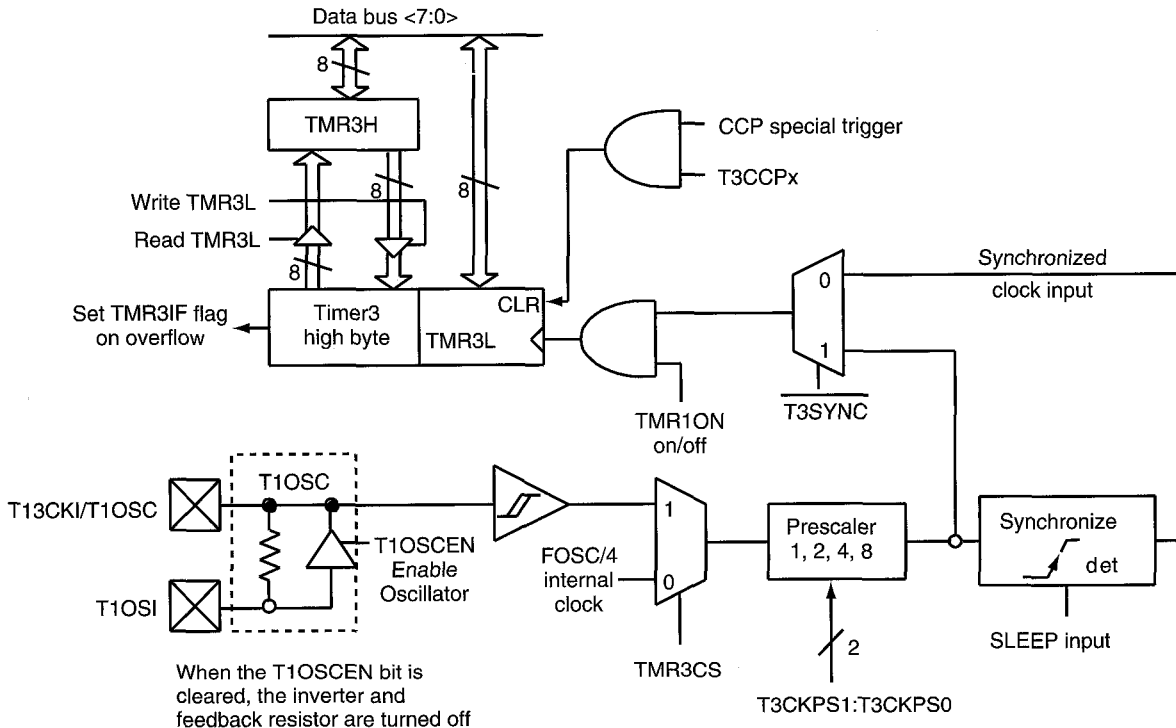 Data bus <7:0>
8
TMR3H
CCP special trigger
T3CCPx
8
8
Write TMR3L
Read TMR3L
8
Synchronized
clock input
0
CLR
Set TMR3IF flag
on overflow
Timer3
high byte
TMR3L
1
T3SYNC
TMR1ON
on/off
T1OSC
T13CKI/T1OSC
1
Prescaler
1, 2, 4, 8
Synchronize
det
T1OSCEN
Enable
Oscillator
FOSC/4
internal
clock
0
T1OSI
SLEEP input
2
TMR3CS
T3CKPS1:T3CKPS0
When the T1OSCEN bit is
cleared, the inverter and
feedback resistor are turned off